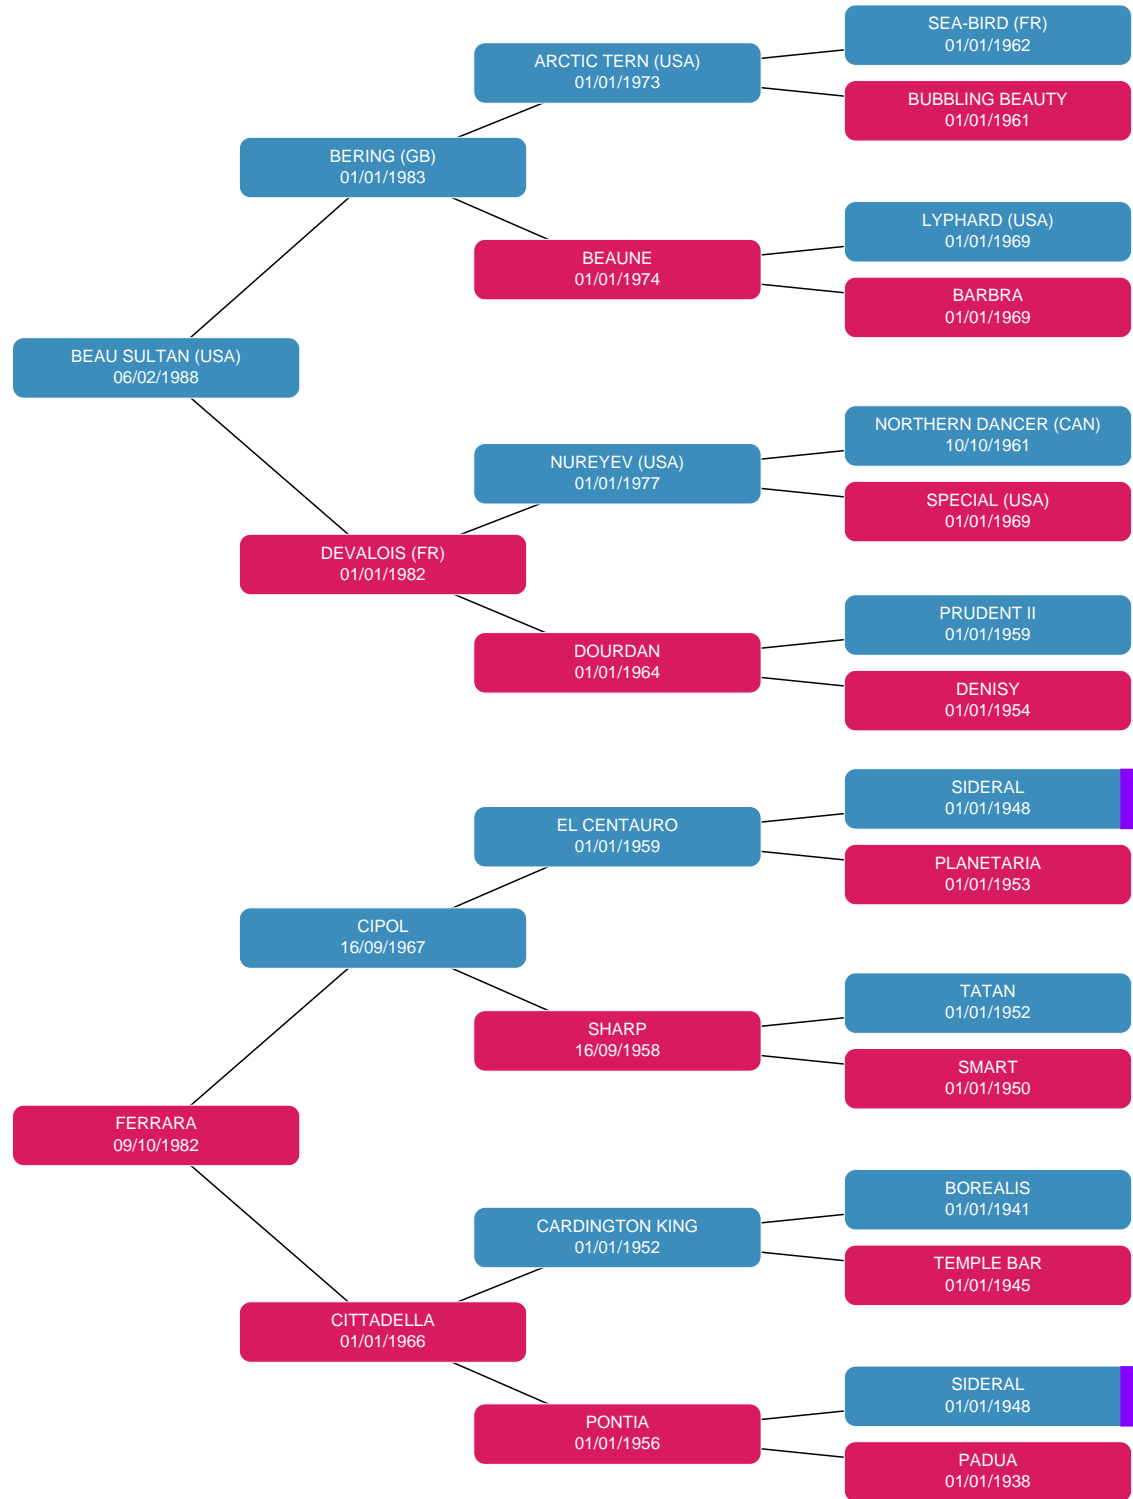 SEA-BIRD (FR)
01/01/1962
ARCTIC TERN (USA)
01/01/1973
BUBBLING BEAUTY
01/01/1961
BERING (GB)
01/01/1983
LYPHARD (USA)
01/01/1969
BEAUNE
01/01/1974
BARBRA
01/01/1969
BEAU SULTAN (USA)
06/02/1988
NORTHERN DANCER (CAN)
10/10/1961
NUREYEV (USA)
01/01/1977
SPECIAL (USA)
01/01/1969
DEVALOIS (FR)
01/01/1982
PRUDENT II
01/01/1959
DOURDAN
01/01/1964
DENISY
01/01/1954
SIDERAL
01/01/1948
EL CENTAURO
01/01/1959
PLANETARIA
01/01/1953
CIPOL
16/09/1967
TATAN
01/01/1952
SHARP
16/09/1958
SMART
01/01/1950
FERRARA
09/10/1982
BOREALIS
01/01/1941
CARDINGTON KING
01/01/1952
TEMPLE BAR
01/01/1945
CITTADELLA
01/01/1966
SIDERAL
01/01/1948
PONTIA
01/01/1956
PADUA
01/01/1938